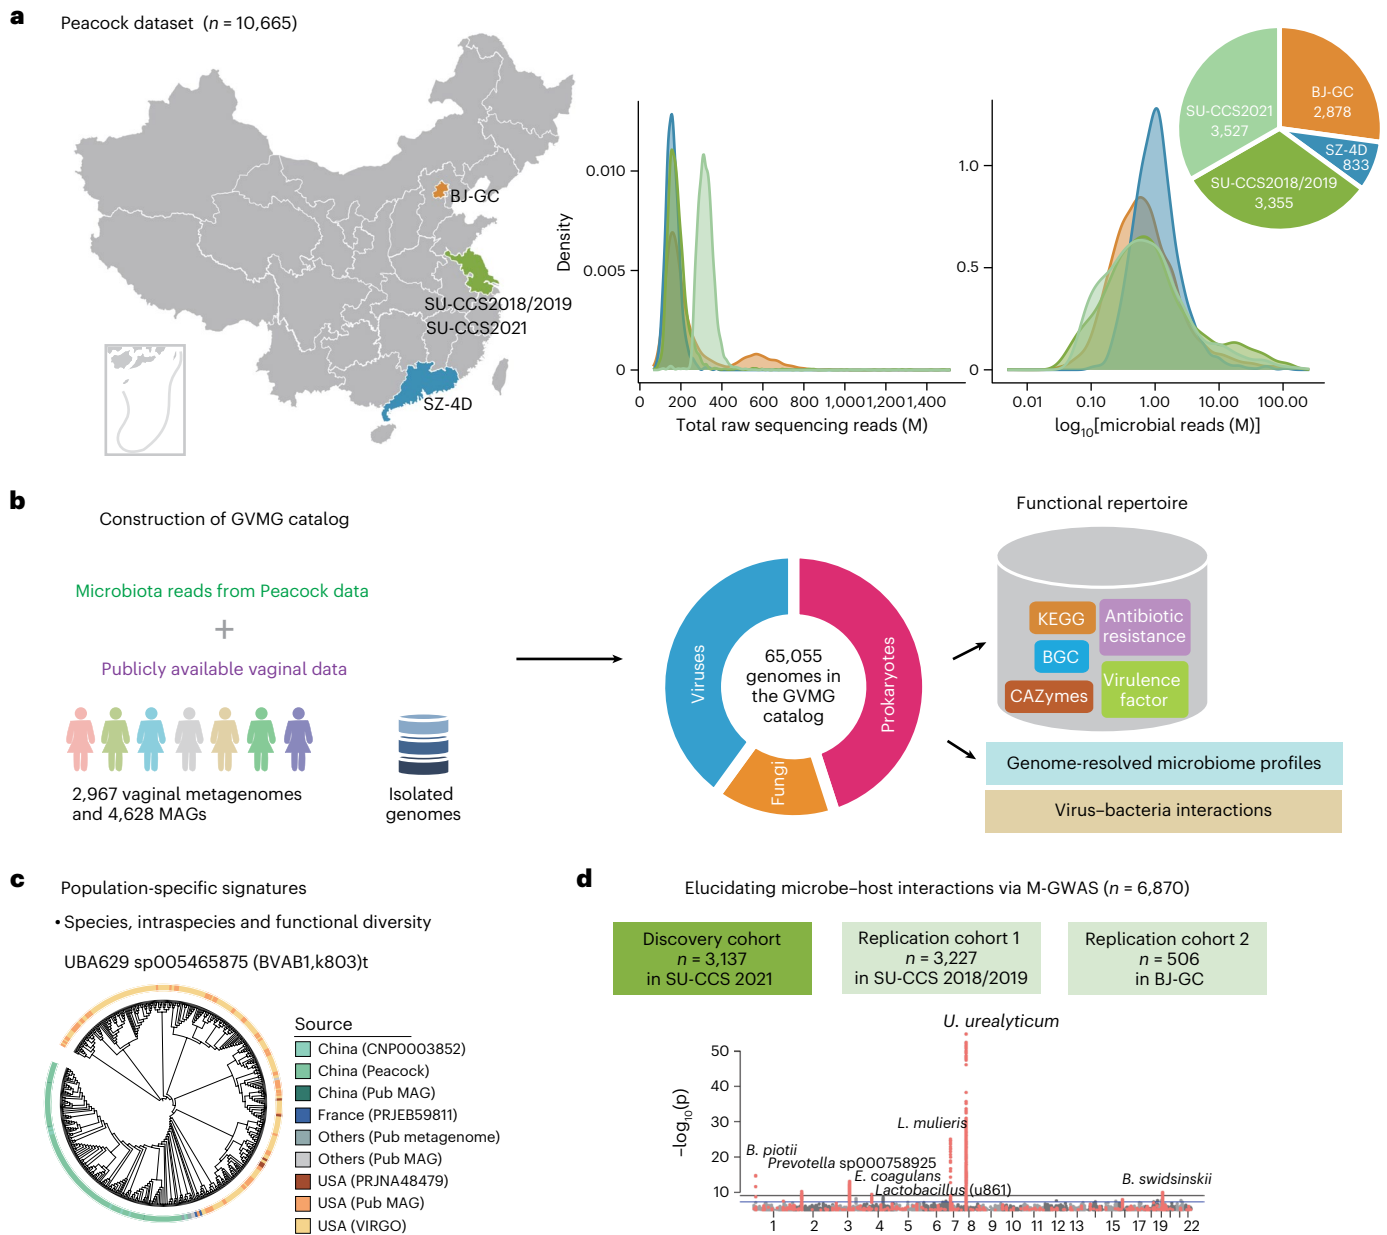 a
Peacock dataset (n = 10,665)
BJ-GC
SU-CCS2018/2019
SU-CCS2021
SZ-4D
Density
0.010
0.005
0
0 200 400 600 800 1,000 1,200 1,400
Total raw sequencing reads (M)
1.0
0.5
0
0.01 0.10 1.00 10.00 100.00
log10[microbial reads (M)]
SU-CCS2021
3,527
BJ-GC
2,878
SZ-4D
833
SU-CCS2018/2019
3,355
b
Construction of GVMG catalog
Microbiota reads from Peacock data
+
Publicly available vaginal data
2,967 vaginal metagenomes
and 4,628 MAGs
Isolated
genomes
Viruses
Prokaryotes
Fungi
65,055
genomes in
the GVMG
catalog
Functional repertoire
KEGG
Antibiotic
resistance
BGC
Virulence
factor
CAZymes
Genome-resolved microbiome profiles
Virus–bacteria interactions
c
Population-specific signatures
• Species, intraspecies and functional diversity
UBA629 sp005465875 (BVAB1,k803)t
Source
China (CNP0003852)
China (Peacock)
China (Pub MAG)
France (PRJEB59811)
Others (Pub metagenome)
Others (Pub MAG)
USA (PRJNA48479)
USA (Pub MAG)
USA (VIRGO)
d
Elucidating microbe–host interactions via M-GWAS (n = 6,870)
Discovery cohort
n = 3,137
in SU-CCS 2021
Replication cohort 1
n = 3,227
in SU-CCS 2018/2019
Replication cohort 2
n = 506
in BJ-GC
U. urealyticum
–log10(p)
50
40
30
20
10
L. mulieris
B. piotii
Prevotella sp000758925
E. coagulans
Lactobacillus (u861)
B. swidsinskii
1 2 3 4 5 6 7 8 9 10 11 12 13 15 17 19 22